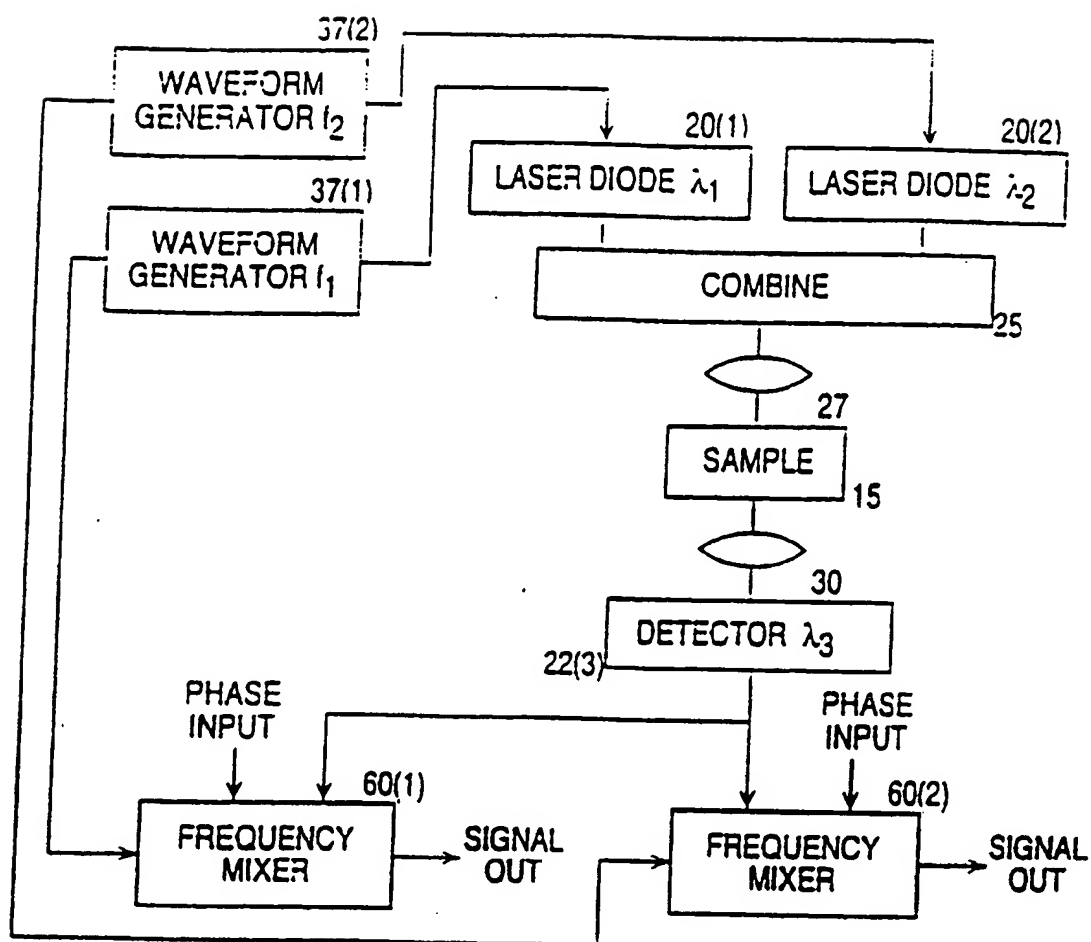 37(2)
WAVEFORM
GENERATOR f2
20(1)
20(2)
LASER DIODE λ1
LASER DIODE λ2
37(1)
WAVEFORM
GENERATOR f1
COMBINE
25
27
SAMPLE
15
30
DETECTOR λ3
22(3)
PHASE
INPUT
PHASE
INPUT
60(1)
60(2)
FREQUENCY
MIXER
SIGNAL
OUT
FREQUENCY
MIXER
SIGNAL
OUT